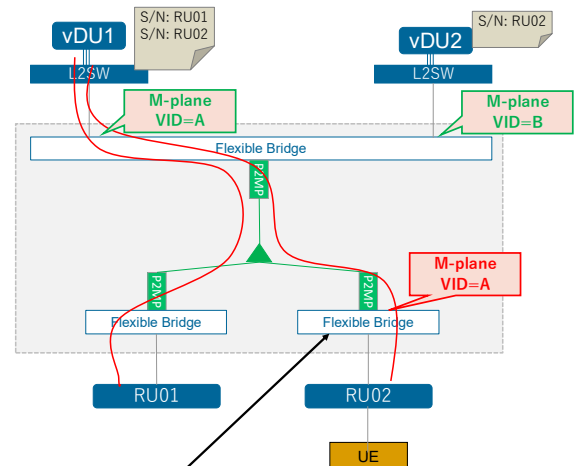 S/N: RU01
S/N: RU02
vDU1
L2SW
S/N: RU02
vDU2
L2SW
M-plane
VID=A
M-plane
VID=B
Flexible Bridge
P2MP
P2MP
P2MP
M-plane
VID=A
Flexible Bridge
Flexible Bridge
RU01
RU02
UE